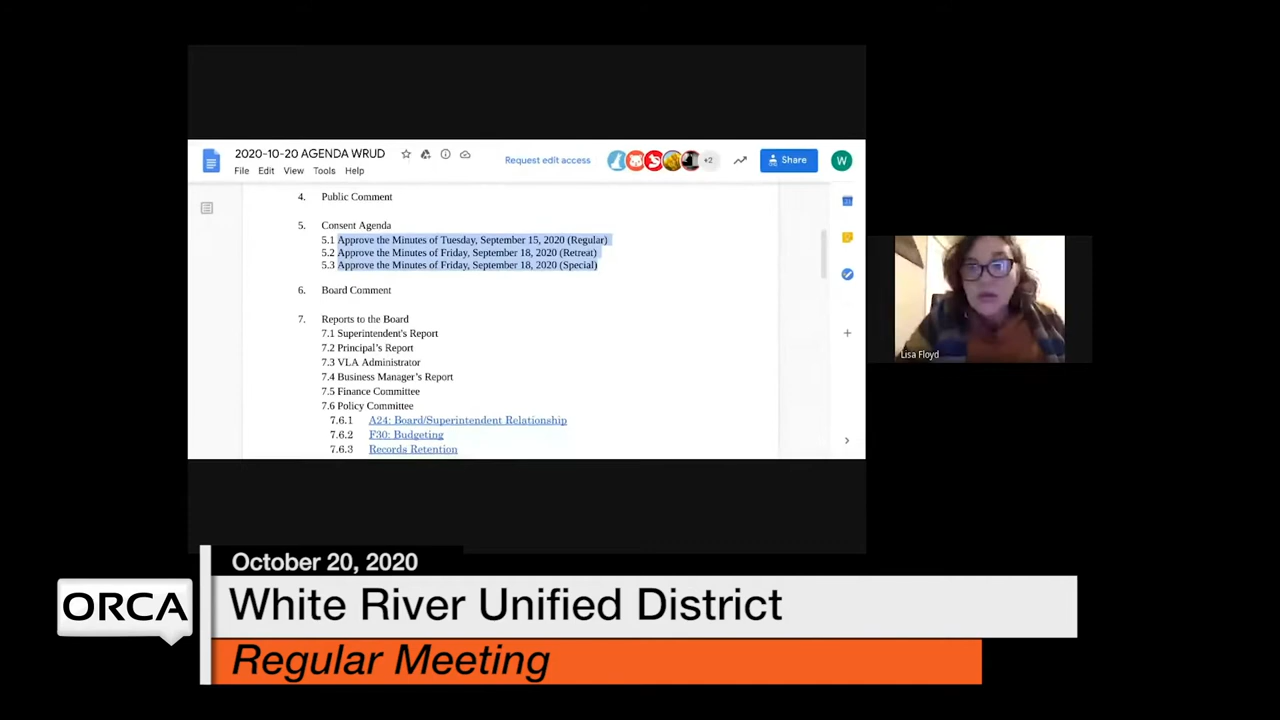 2020-10-20 AGENDA WRUD
File Edit View Tools Help
Request edit access
+2
Share
W
4. Public Comment
5. Consent Agenda
5.1 Approve the Minutes of Tuesday, September 15, 2020 (Regular)
5.2 Approve the Minutes of Friday, September 18, 2020 (Retreat)
5.3 Approve the Minutes of Friday, September 18, 2020 (Special)
6. Board Comment
7. Reports to the Board
7.1 Superintendent's Report
7.2 Principal's Report
7.3 VLA Administrator
7.4 Business Manager's Report
7.5 Finance Committee
7.6 Policy Committee
7.6.1 A24: Board/Superintendent Relationship
7.6.2 F30: Budgeting
7.6.3 Records Retention
Lisa Floyd
October 20, 2020
ORCA
White River Unified District
Regular Meeting